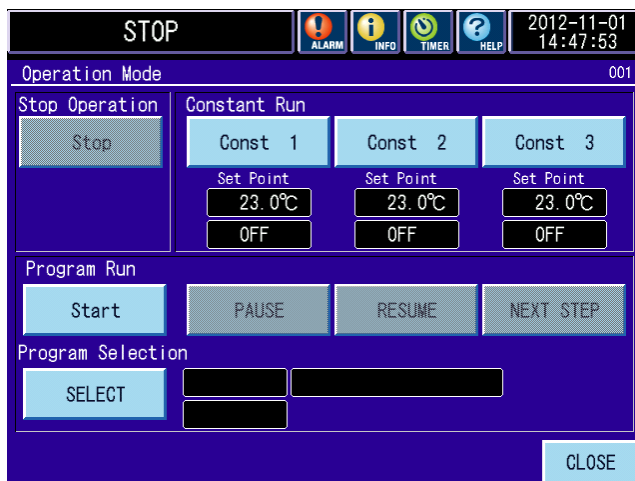 STOP
ALARM
INFO
TIMER
HELP
2012-11-01
14:47:53
Operation Mode
001
Stop Operation
Constant Run
Stop
Const 1
Const 2
Const 3
Set Point
Set Point
Set Point
23.0℃
23.0℃
23.0℃
OFF
OFF
OFF
Program Run
Start
PAUSE
RESUME
NEXT STEP
Program Selection
SELECT
CLOSE